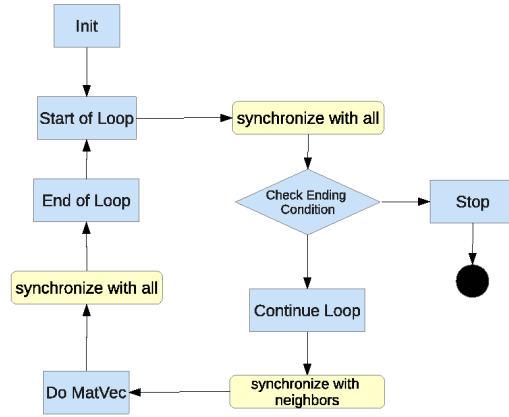 Init
Start of Loop
synchronize with all
Check Ending
Condition
Stop
End of Loop
synchronize with all
Continue Loop
synchronize with
neighbors
Do MatVec